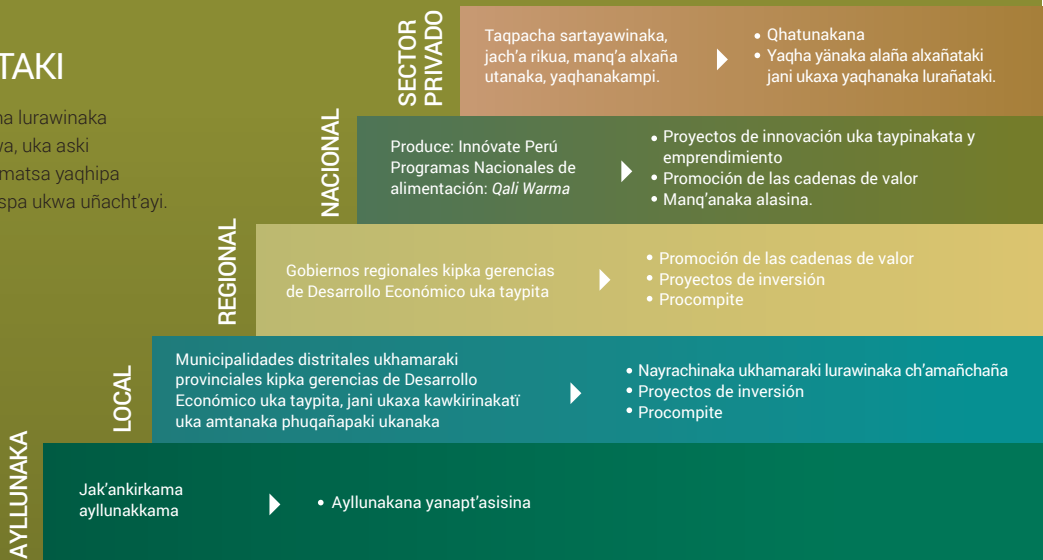 TAKI
na lurawinaka
va, uka aski
matsa yaqhipa
spa ukwa uñacht'ayi.
SECTOR
PRIVADO
Taqpacha sartayawinaka,
jach'a rikua, manq'a alxaña
utanaka, yaqhanakampi.
• Qhatunakana
• Yaqha yänaka alaña alxañataki
jani ukaxa yaqhanaka lurañataki.
NACIONAL
Produce: Innóvate Perú
Programas Nacionales de
alimentación: Qali Warma
• Proyectos de innovación uka taypinakata y
emprendimiento
• Promoción de las cadenas de valor
• Manq'anaka alasina.
REGIONAL
Gobiernos regionales kipka gerencias
de Desarrollo Económico uka taypita
• Promoción de las cadenas de valor
• Proyectos de inversión
• Procompite
LOCAL
Municipalidades distritales ukhamaraki
provinciales kipka gerencias de Desarrollo
Económico uka taypita, jani ukaxa kawkirinakatï
uka amtanaka phuqañapaki ukanaka
• Nayrachinaka ukhamaraki lurawinaka ch'amañchaña
• Proyectos de inversión
• Procompite
AYLLUNAKA
Jak'ankirkama
ayllunakkama
• Ayllunakana yanapt'asisina